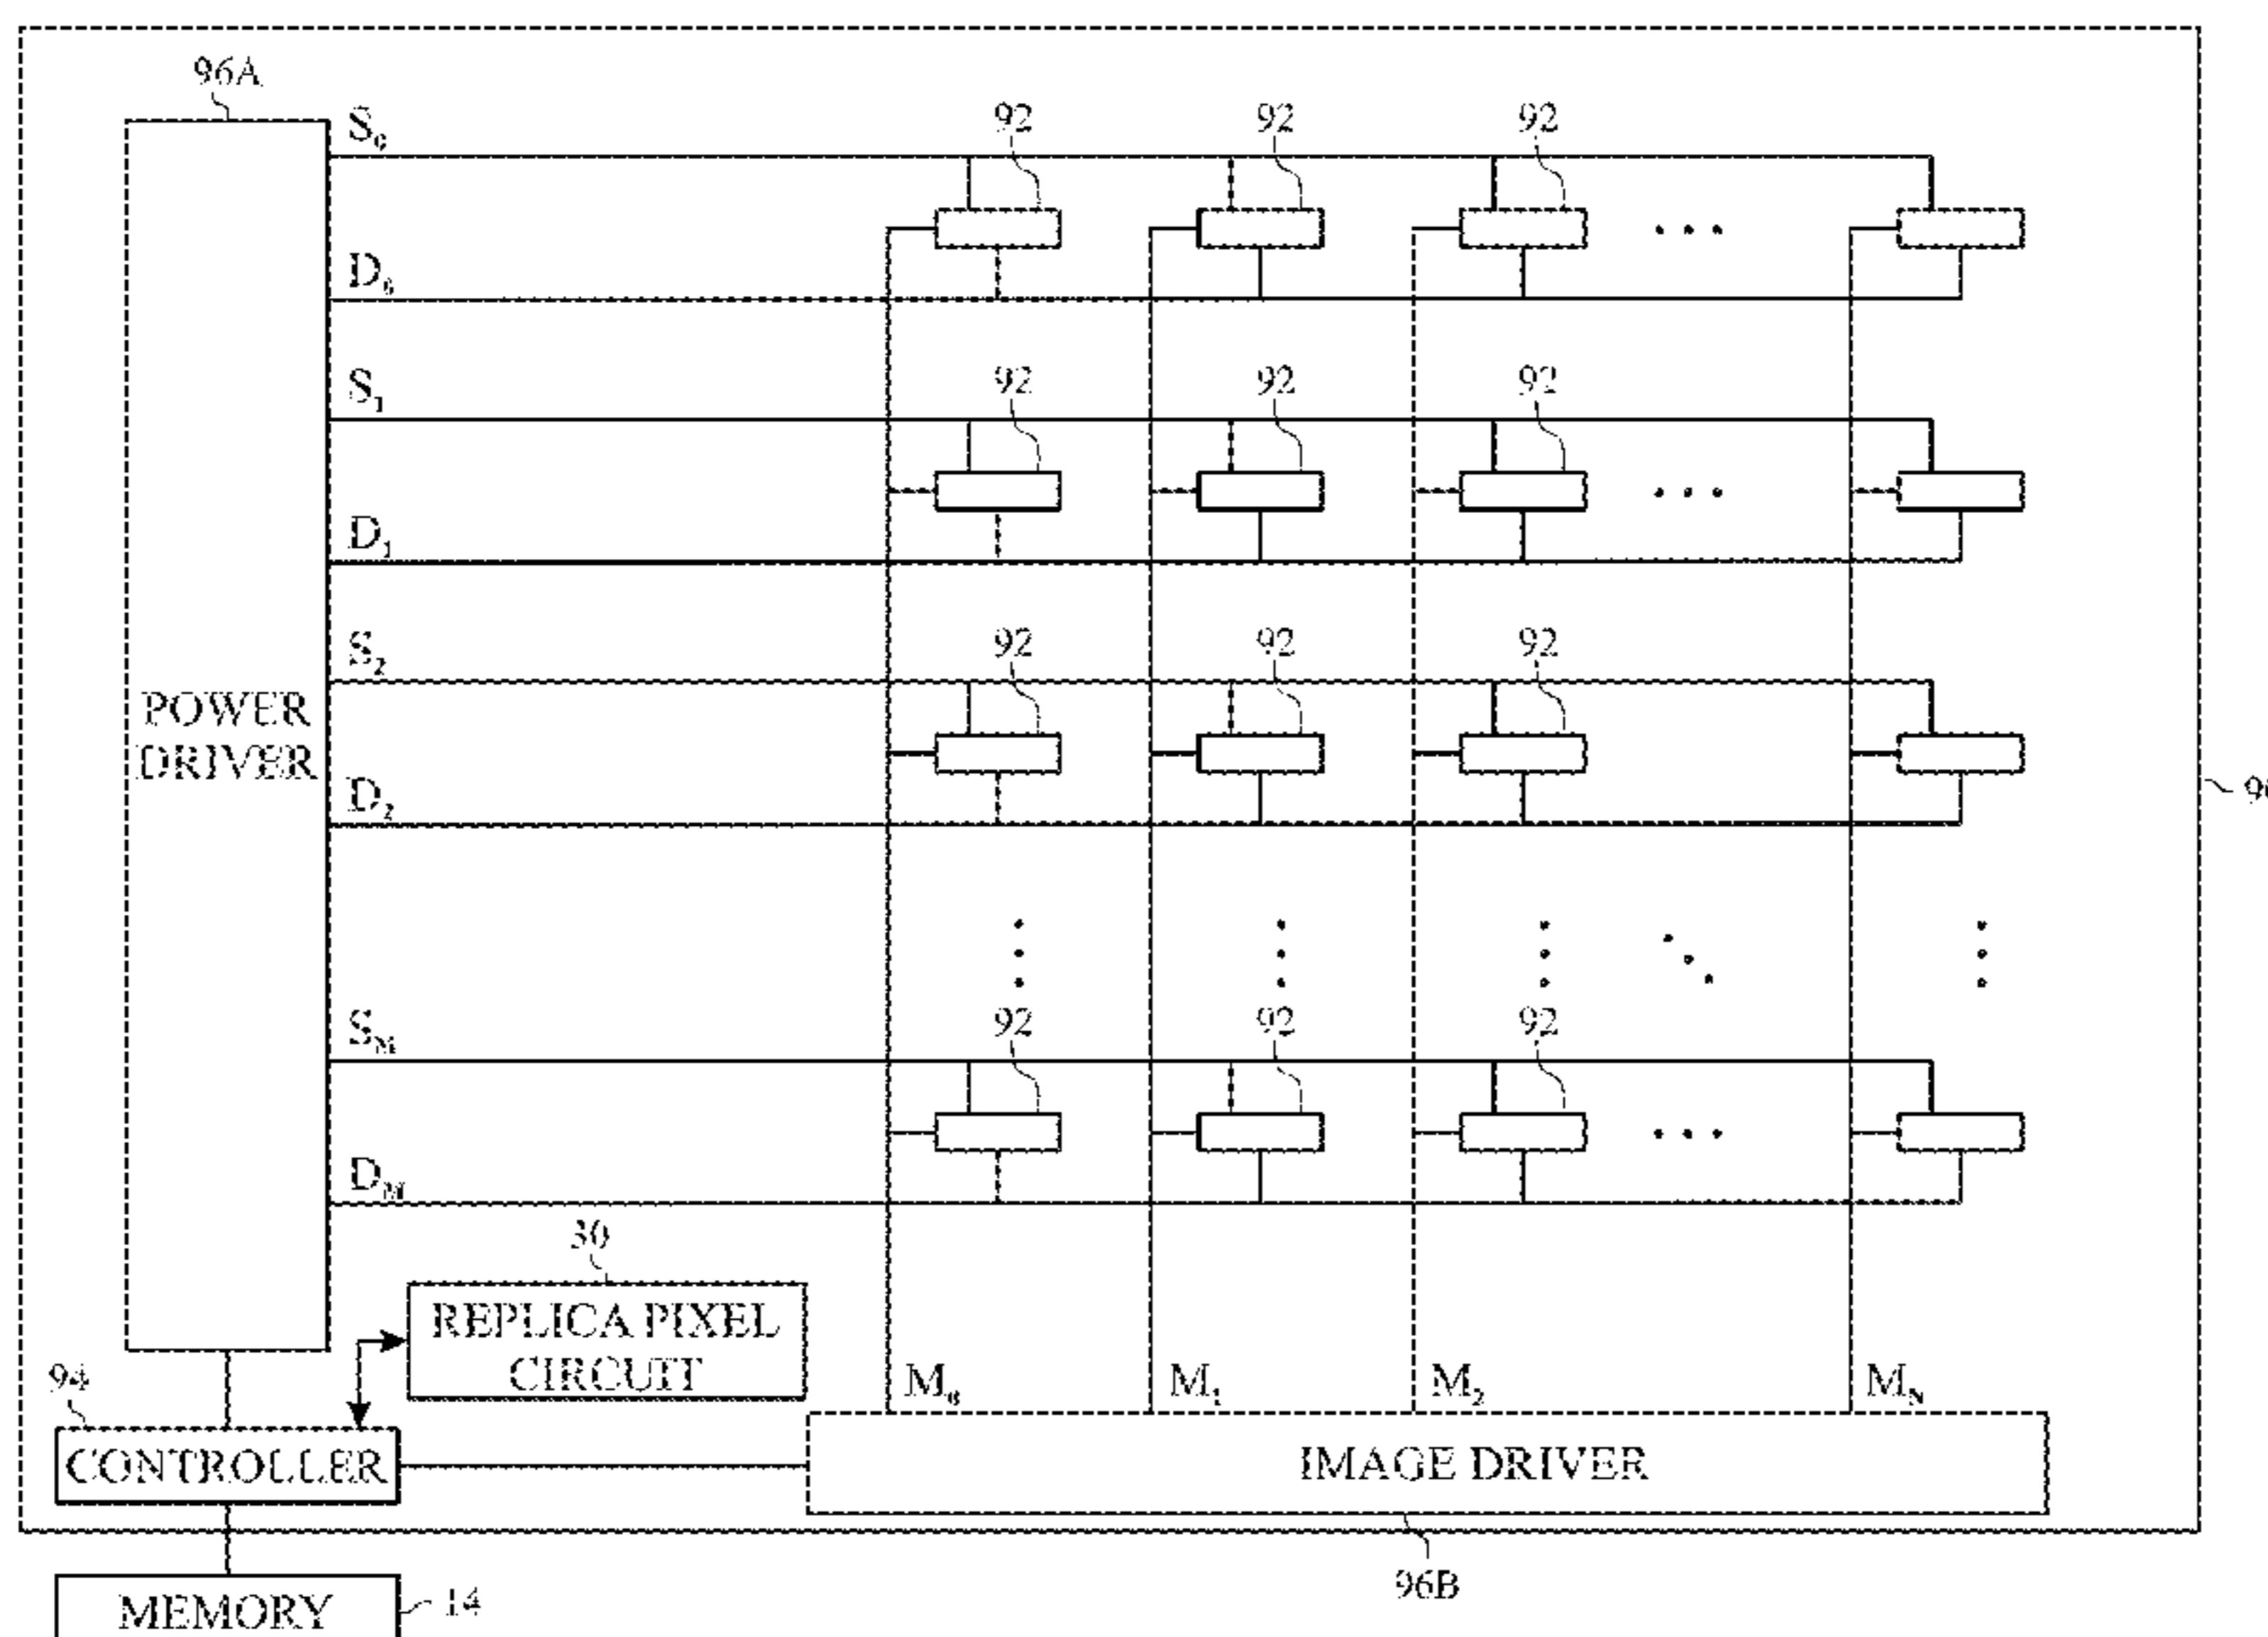 96A
S₀ 92 92 92
D₀
S₁ 92 92 92
D₁
S₂ 92 92 92
POWER
DRIVER
D₂
Sₘ 92 92 92
Dₘ
30
REPLICA PIXEL
CIRCUIT
M₀ M₁ M₂ Mₙ
94
CONTROLLER
IMAGE DRIVER
96B
MEMORY 14